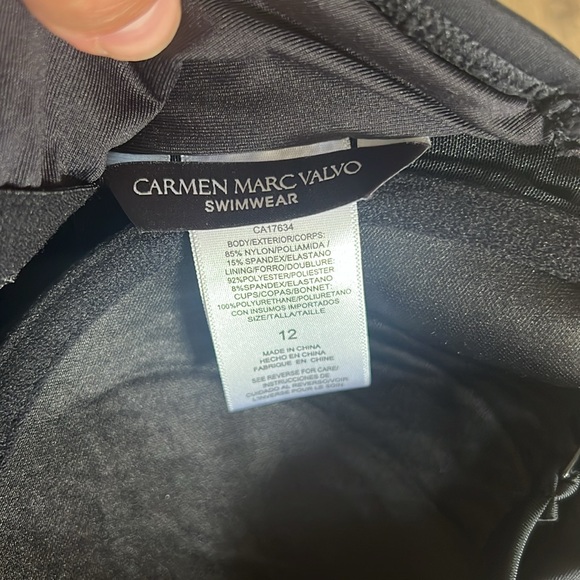 CARMEN MARC VALVO
SWIMWEAR
CA17634
BODY/EXTERIOR/CORPS:
85% NYLON/POLIAMIDA/
15% SPANDEX/ELASTANO
LINING/FORRO/DOUBLURE:
92%POLYESTER/POLIESTER
8%SPANDEX/ELASTANO
CUPS/COPAS/BONNET:
100%POLYURETHANE/POLIURETANO
CON INSUMOS IMPORTADOS
SIZE/TALLA/TAILLE
12
MADE IN CHINA
HECHO EN CHINA
FABRIQUE EN CHINE
SEE REVERSE FOR CARE/
INSTRUCCIONES DE
CUIDADO AL REVERSO/VOIR
L'ENVERSE POUR LE SOIN